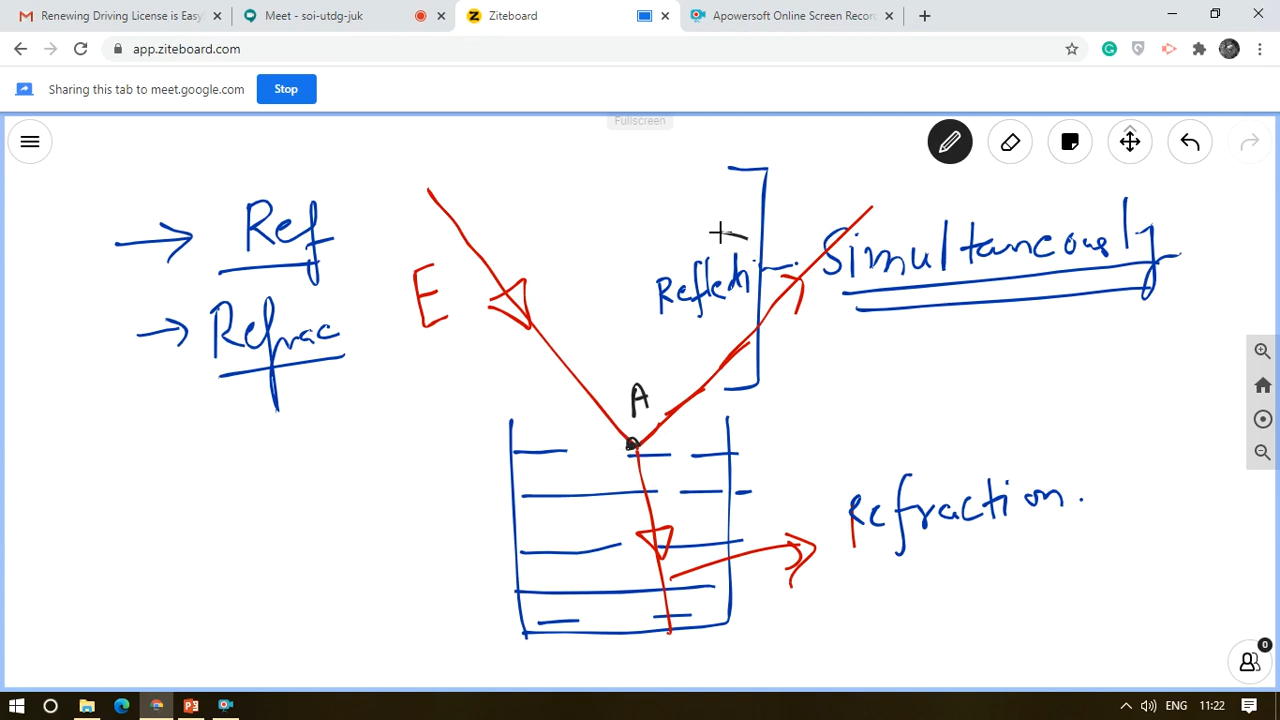 Renewing Driving License is Easy
Meet - soi-utdg-juk
Ziteboard
Apowersoft Online Screen Record
app.ziteboard.com
Sharing this tab to meet.google.com
Stop
Fullscreen
Ref
Refrac
E
A
Reflecti
Simultaneously
Refraction.
0
ENG
11:22